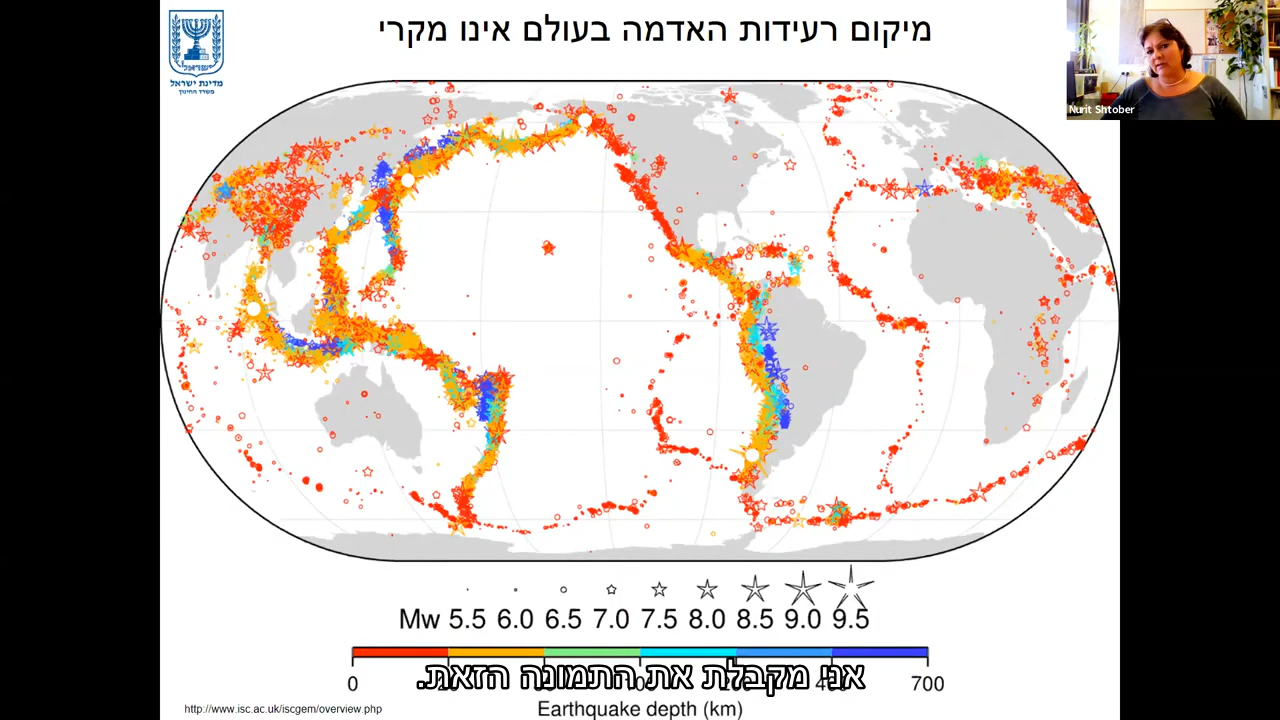 מיקום רעידות האדמה בעולם אינו מקרי
מדינת ישראל
משרד החינוך
Nurit Shtober
Mw 5.5 6.0 6.5 7.0 7.5 8.0 8.5 9.0 9.5
אני מקבלת את התמונה הזאת.
0 700
http://www.isc.ac.uk/iscgem/overview.php
Earthquake depth (km)